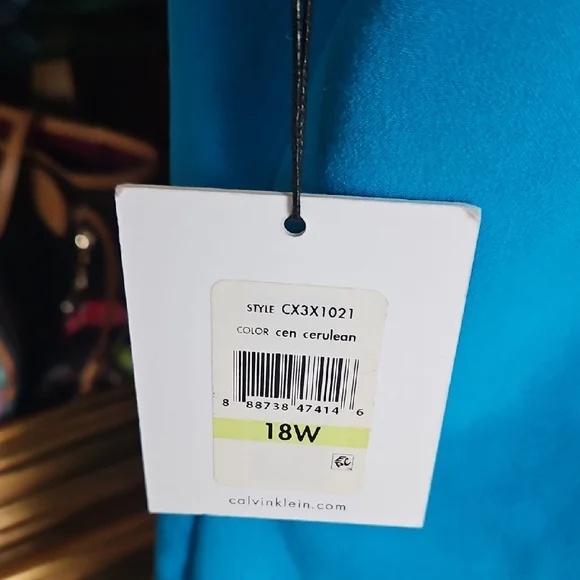 STYLE CX3X1021
COLOR cen cerulean
8 88738 47414 6
18W
calvinklein.com